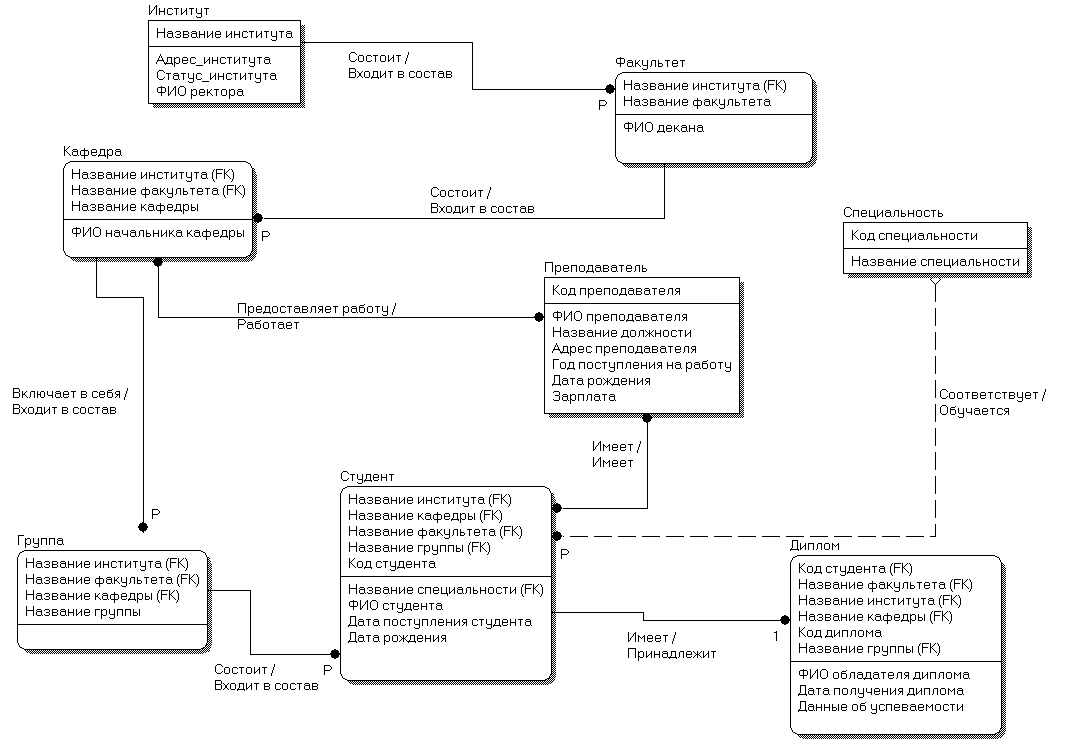 Институт
Название института
Адрес_института
Статус_института
ФИО ректора
Состоит /
Входит в состав
P
Факультет
Название института (FK)
Название факультета
ФИО декана
Кафедра
Название института (FK)
Название факультета (FK)
Название кафедры
ФИО начальника кафедры
Состоит /
Входит в состав
P
Специальность
Код специальности
Название специальности
Преподаватель
Код преподавателя
ФИО преподавателя
Название должности
Адрес преподавателя
Год поступления на работу
Дата рождения
Зарплата
Предоставляет работу /
Работает
Включает в себя /
Входит в состав
P
Соответствует /
Обучается
Имеет /
Имеет
Студент
Название института (FK)
Название кафедры (FK)
Название факультета (FK)
Название группы (FK)
Код студента
Название специальности (FK)
ФИО студента
Дата поступления студента
Дата рождения
P
Группа
Название института (FK)
Название факультета (FK)
Название кафедры (FK)
Название группы
Состоит /
Входит в состав
P
Имеет /
Принадлежит
1
Диплом
Код студента (FK)
Название факультета (FK)
Название института (FK)
Название кафедры (FK)
Код диплома
Название группы (FK)
ФИО обладателя диплома
Дата получения диплома
Данные об успеваемости